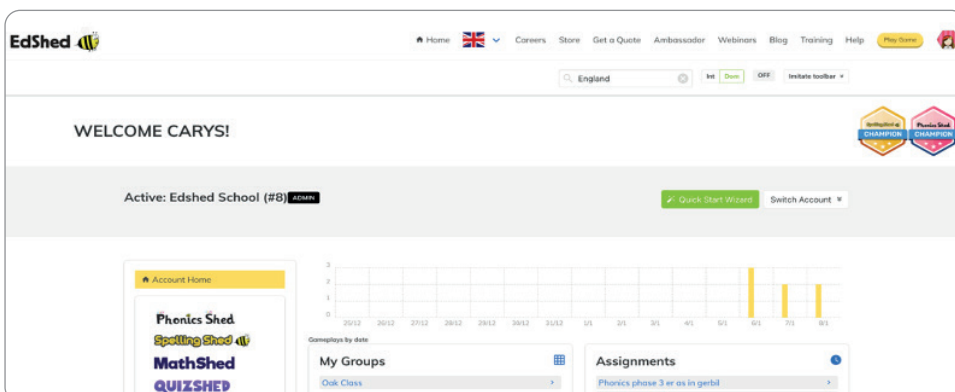 EdShed
Home Careers Store Get a Quote Ambassador Webinars Blog Training Help Play Game
England Int Dom OFF Imitate toolbar
WELCOME CARYS!
Spelling Shed CHAMPION Phonics Shed CHAMPION
Active: Edshed School (#8) ADMIN
Quick Start Wizard Switch Account
Account Home
Phonics Shed
Spelling Shed
MathShed
QUIZSHED
3
2
1
0
25/12 26/12 27/12 28/12 29/12 30/12 31/12 1/1 2/1 3/1 4/1 5/1 6/1 7/1 8/1
Gameplays by date
My Groups
Oak Class
Assignments
Phonics phase 3 er as in gerbil